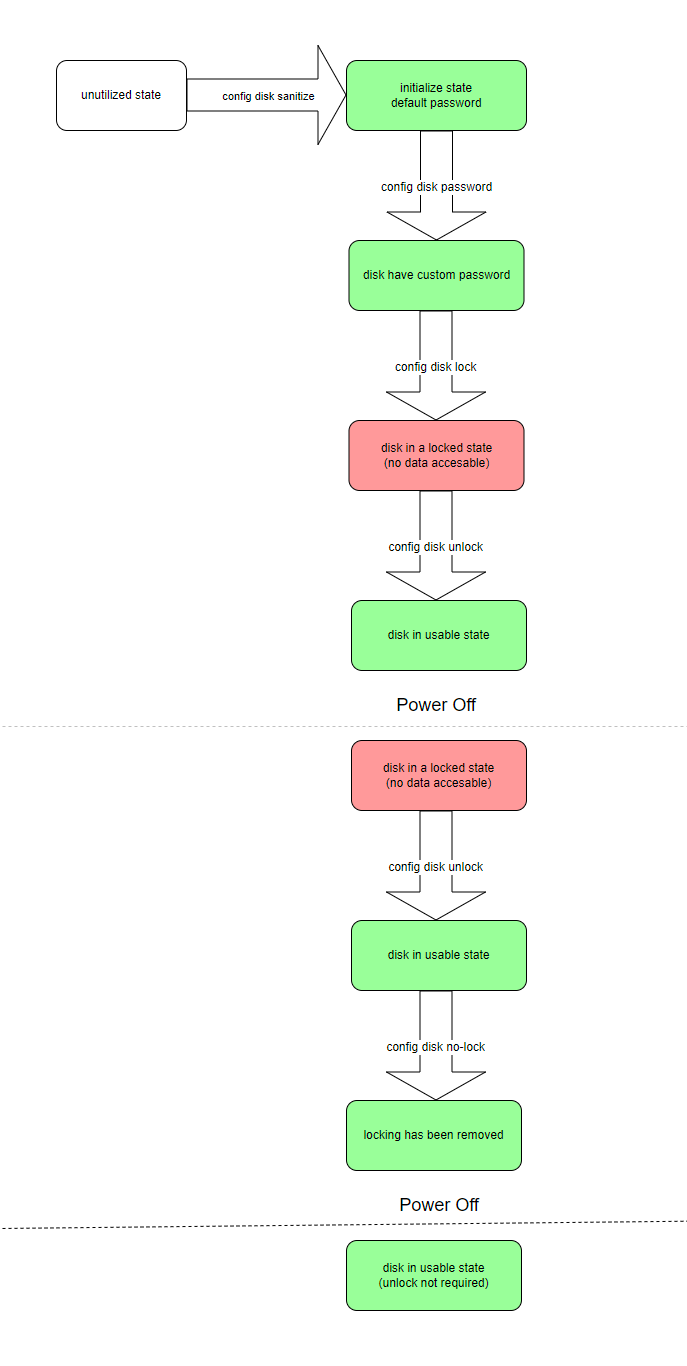 unutilized state
config disk sanitize
initialize state
default password
config disk password
disk have custom password
config disk lock
disk in a locked state
(no data accesable)
config disk unlock
disk in usable state
Power Off
disk in a locked state
(no data accesable)
config disk unlock
disk in usable state
config disk no-lock
locking has been removed
Power Off
disk in usable state
(unlock not required)